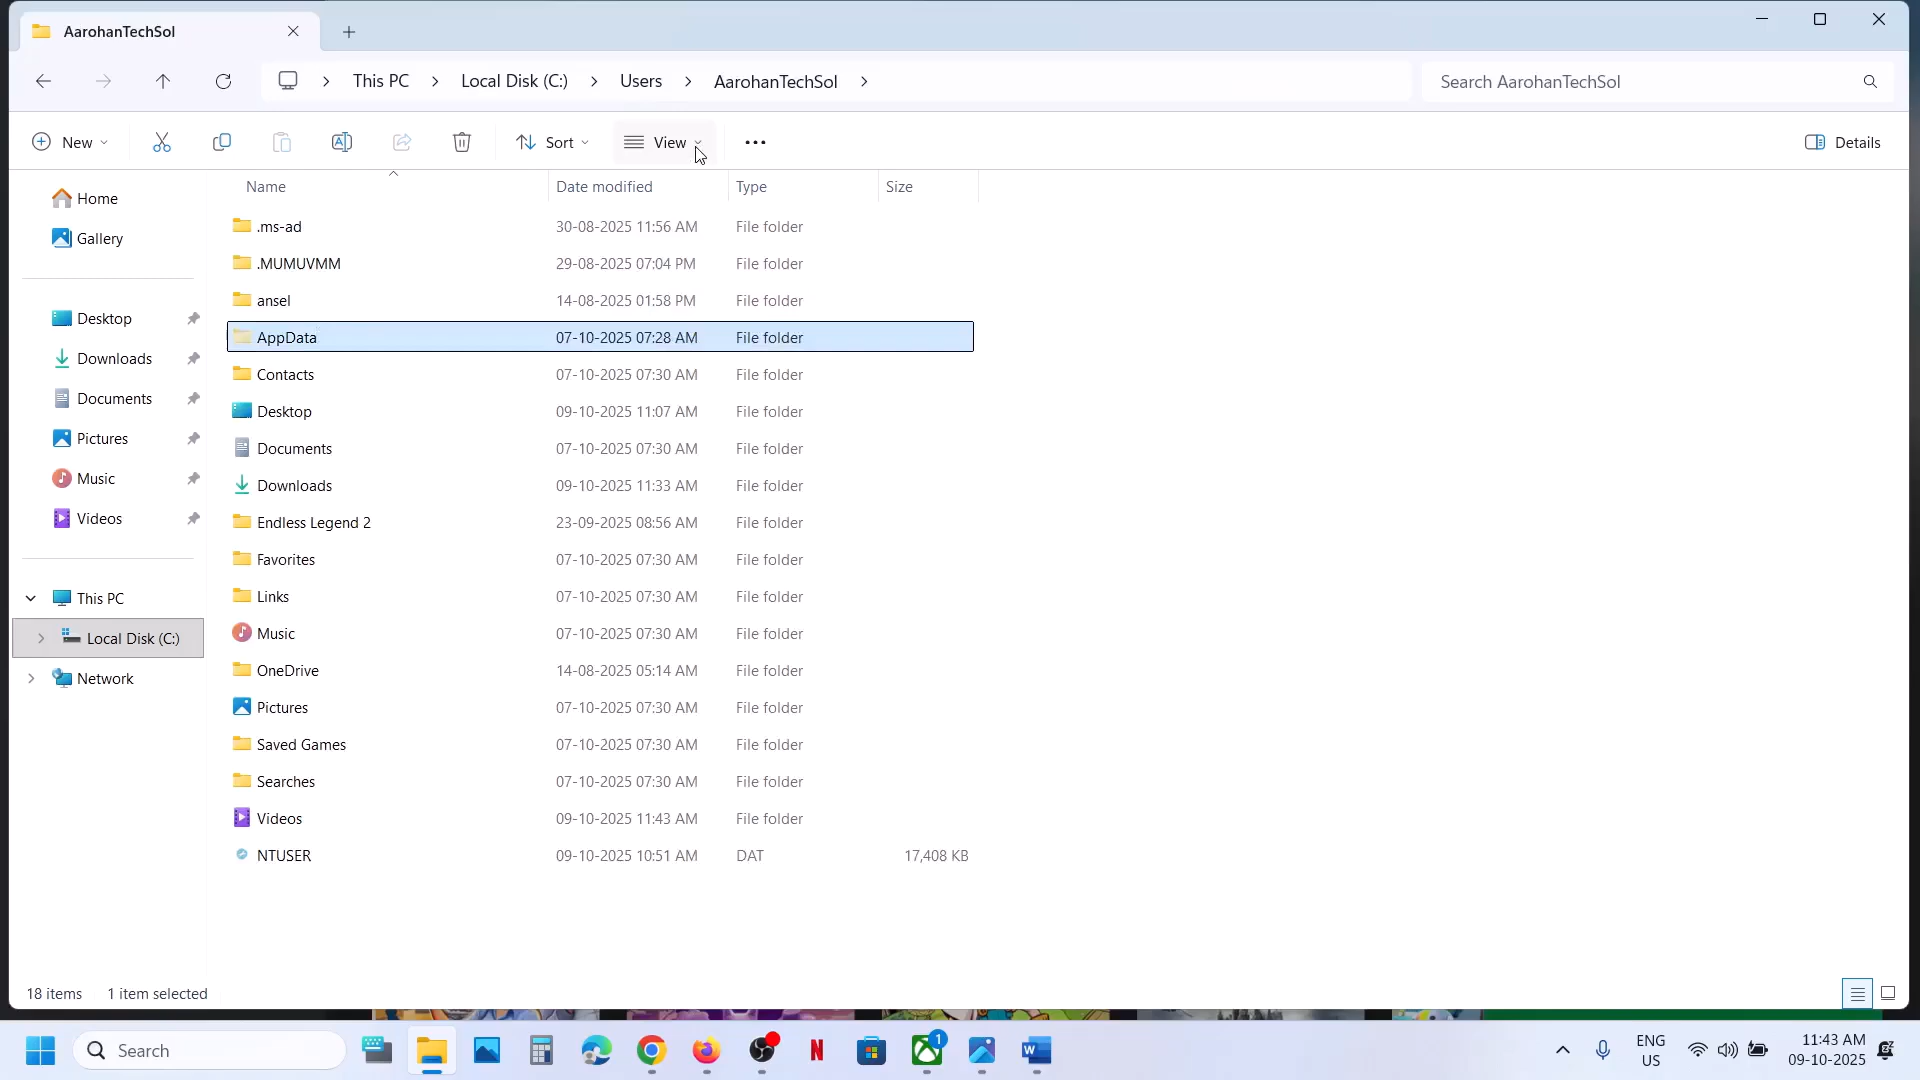 AarohanTechSol
This PC
Local Disk (C:)
Users
AarohanTechSol
Search AarohanTechSol
New
Sort
View
Details
Name
Date modified
Type
Size
Home
Gallery
Desktop
Downloads
Documents
Pictures
Music
Videos
This PC
Local Disk (C:)
Network
.ms-ad 30-08-2025 11:56 AM File folder
.MUMUVMM 29-08-2025 07:04 PM File folder
ansel 14-08-2025 01:58 PM File folder
AppData 07-10-2025 07:28 AM File folder
Contacts 07-10-2025 07:30 AM File folder
Desktop 09-10-2025 11:07 AM File folder
Documents 07-10-2025 07:30 AM File folder
Downloads 09-10-2025 11:33 AM File folder
Endless Legend 2 23-09-2025 08:56 AM File folder
Favorites 07-10-2025 07:30 AM File folder
Links 07-10-2025 07:30 AM File folder
Music 07-10-2025 07:30 AM File folder
OneDrive 14-08-2025 05:14 AM File folder
Pictures 07-10-2025 07:30 AM File folder
Saved Games 07-10-2025 07:30 AM File folder
Searches 07-10-2025 07:30 AM File folder
Videos 09-10-2025 11:43 AM File folder
NTUSER 09-10-2025 10:51 AM DAT 17,408 KB
18 items 1 item selected
Search
N
1
W
ENG
US
11:43 AM
09-10-2025